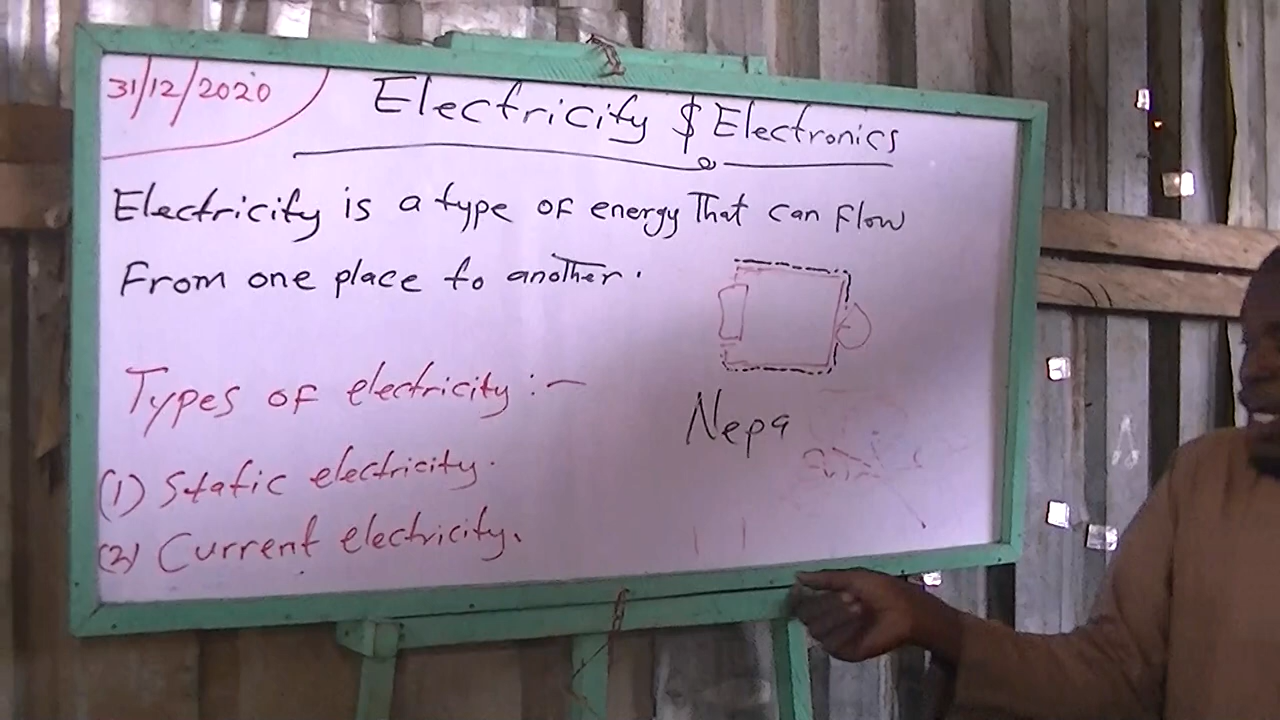 31/12/2020
Electricity $ Electronics
Electricity is a type of energy That can flow
From one place to another.
Types of electricity :-
(1) Static electricity.
(2) Current electricity.
Nepa